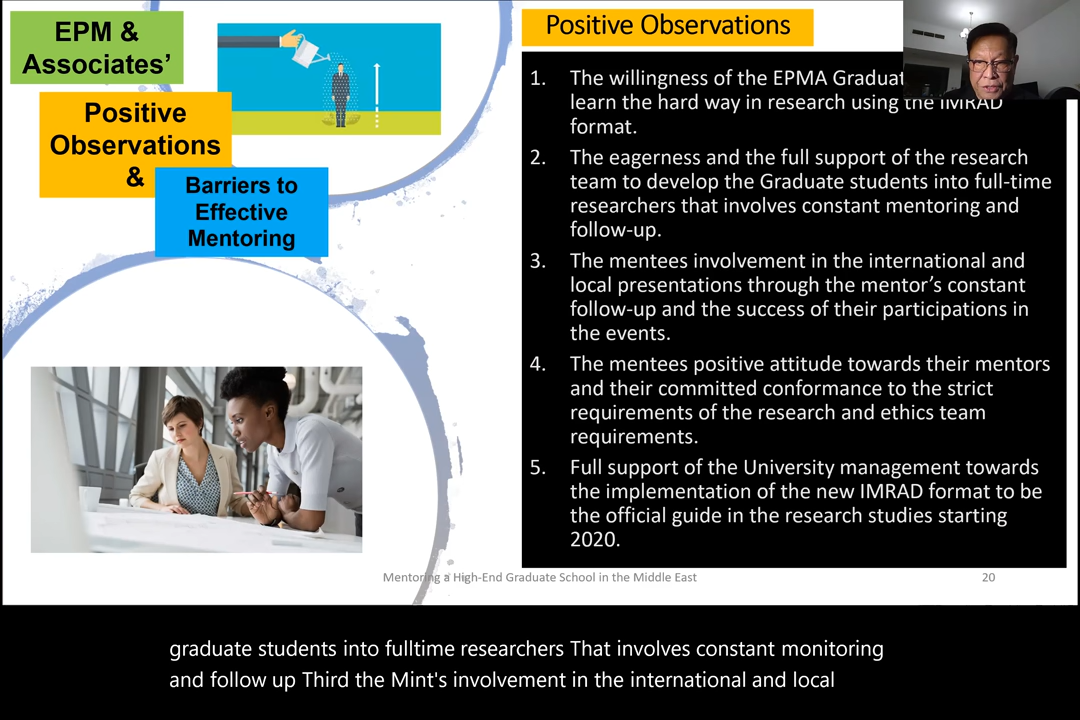 EPM &
Associates’
Positive
Observations
&
Barriers to
Effective
Mentoring
Positive Observations
1. The willingness of the EPMA
learn the hard way in research using the IMRAD
format.
2. The eagerness and the full support of the research
team to develop the Graduate students into full-time
researchers that involves constant mentoring and
follow-up.
3. The mentees involvement in the international and
local presentations through the mentor’s constant
follow-up and the success of their participations in
the events.
4. The mentees positive attitude towards their mentors
and their committed conformance to the strict
requirements of the research and ethics team
requirements.
5. Full support of the University management towards
the implementation of the new IMRAD format to be
the official guide in the research studies starting
2020.
Mentoring a High-End Graduate School in the Middle East
20
graduate students into fulltime researchers That involves constant monitoring
and follow up Third the Mint's involvement in the international and local